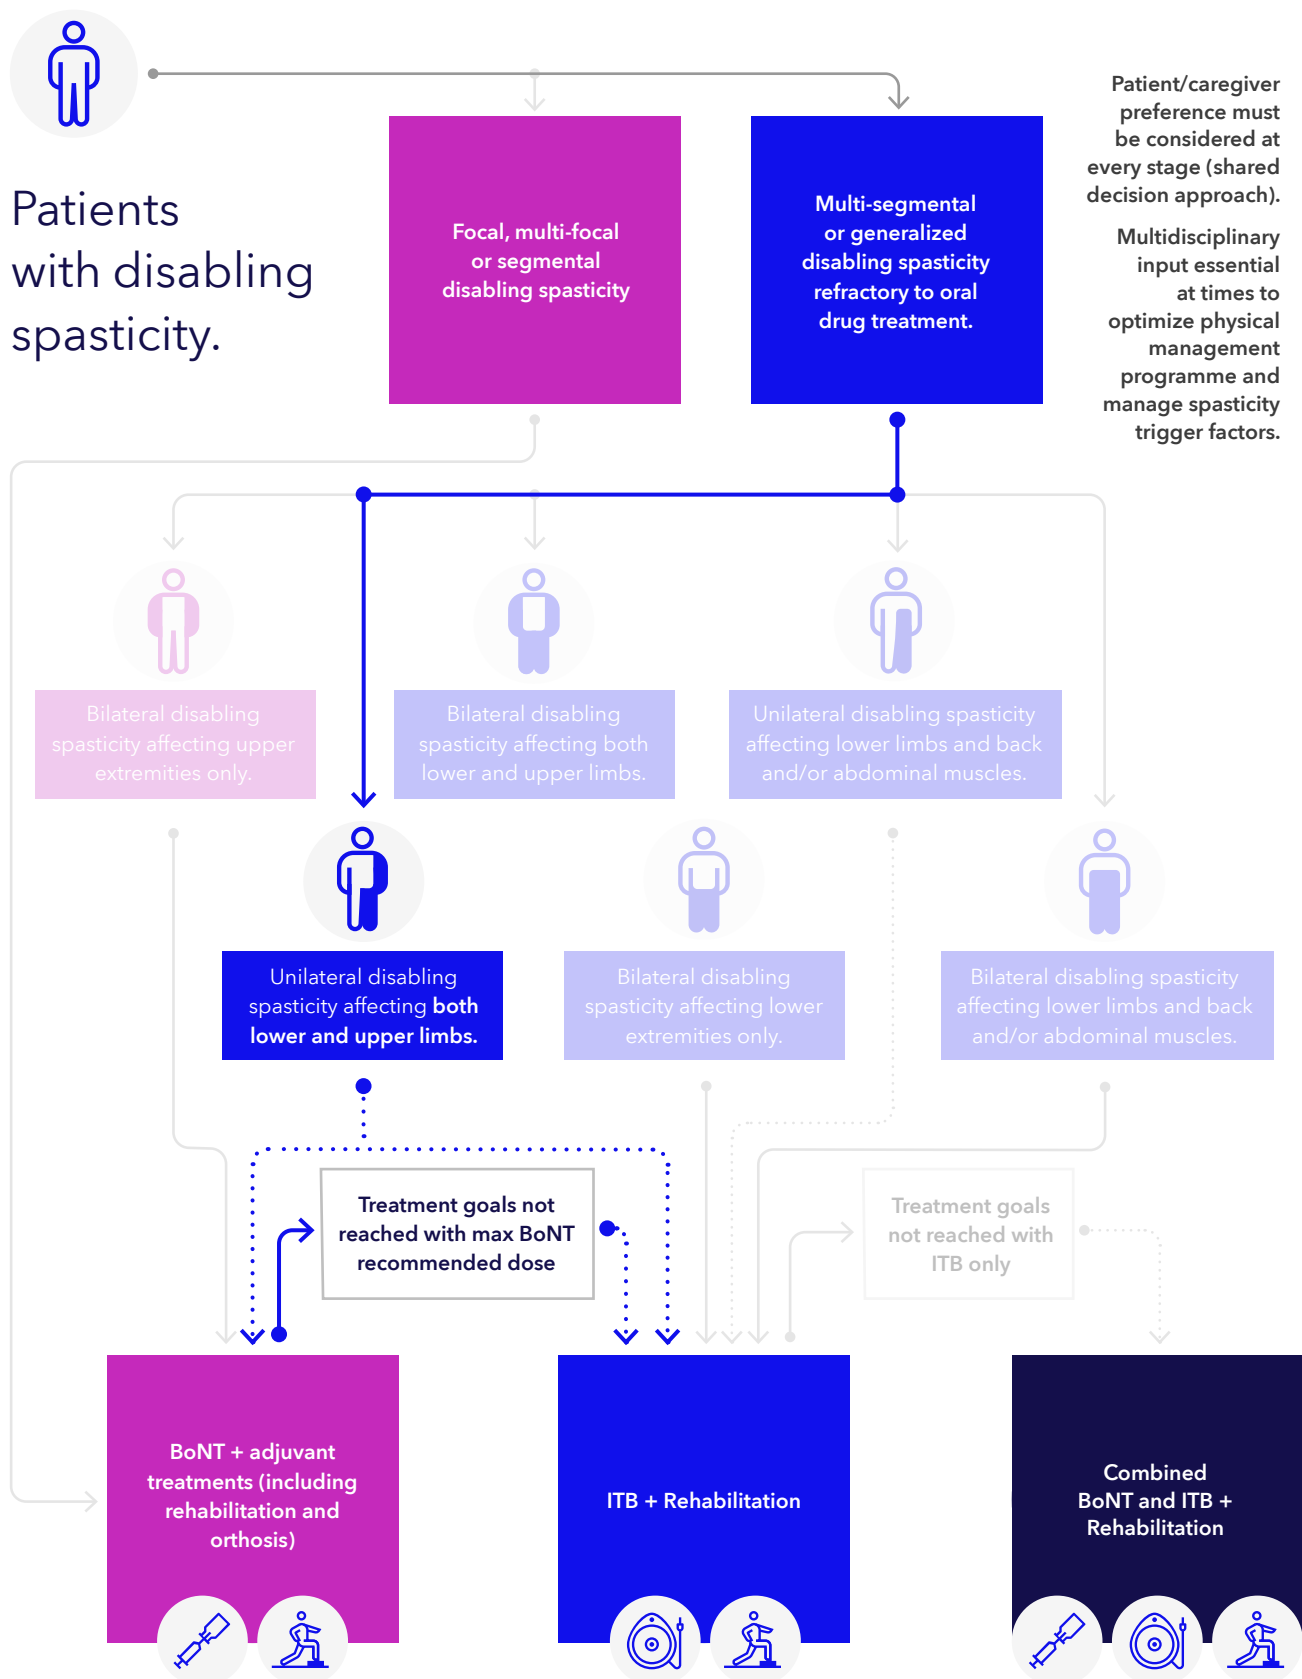 Patients
with disabling
spasticity.
Focal, multi-focal
or segmental
disabling spasticity
Multi-segmental
or generalized
disabling spasticity
refractory to oral
drug treatment.
Patient/caregiver
preference must
be considered at
every stage (shared
decision approach).
Multidisciplinary
input essential
at times to
optimize physical
management
programme and
manage spasticity
trigger factors.
Bilateral disabling
spasticity affecting upper
extremities only.
Bilateral disabling
spasticity affecting both
lower and upper limbs.
Unilateral disabling spasticity
affecting lower limbs and back
and/or abdominal muscles.
Unilateral disabling
spasticity affecting both
lower and upper limbs.
Bilateral disabling
spasticity affecting lower
extremities only.
Bilateral disabling spasticity
affecting lower limbs and back
and/or abdominal muscles.
Treatment goals not
reached with max BoNT
recommended dose
Treatment goals
not reached with
ITB only
BoNT + adjuvant
treatments (including
rehabilitation and
orthosis)
ITB + Rehabilitation
Combined
BoNT and ITB +
Rehabilitation